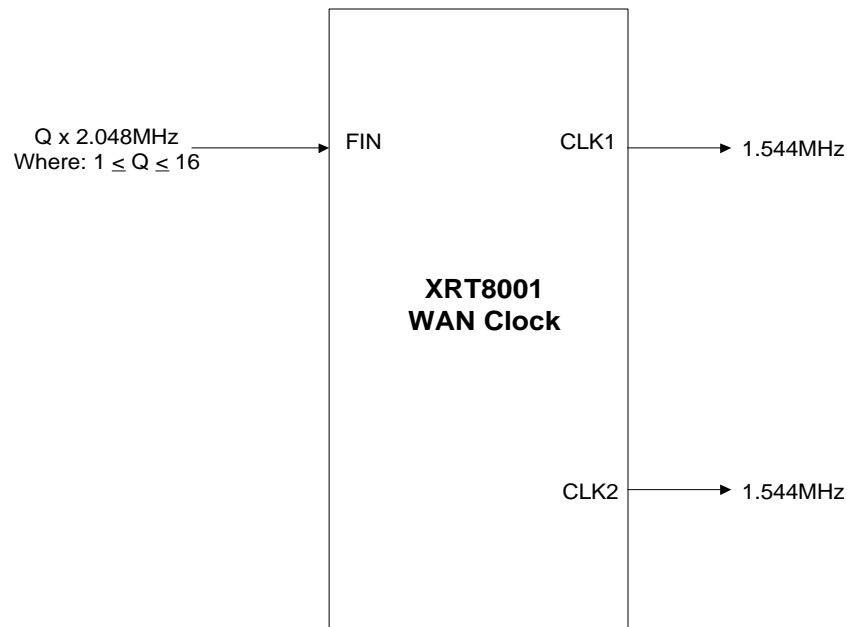 Q x 2.048MHz
Where: 1 ≤ Q ≤ 16
FIN
CLK1
1.544MHz
XRT8001
WAN Clock
CLK2
1.544MHz